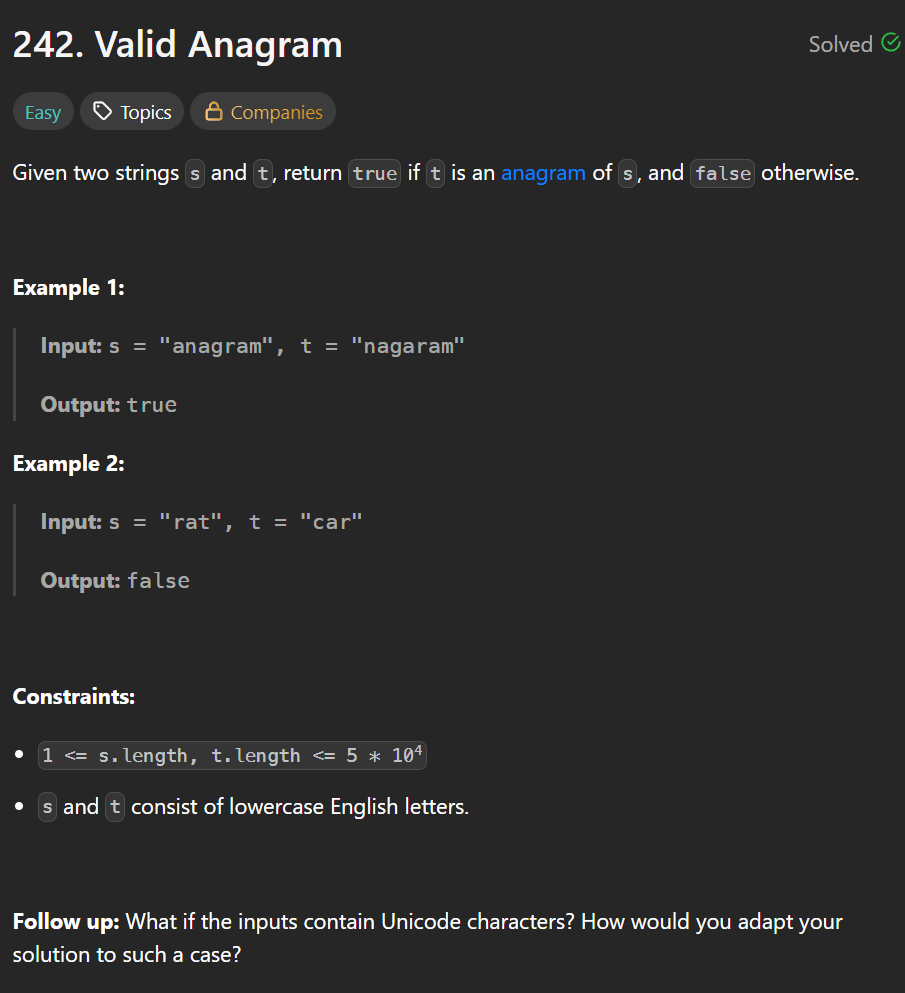 242. Valid Anagram
Solved
Easy
Topics
Companies
Given two strings s and t, return true if t is an anagram of s, and false otherwise.
Example 1:
Input: s = "anagram", t = "nagaram"
Output: true
Example 2:
Input: s = "rat", t = "car"
Output: false
Constraints:
• 1 <= s.length, t.length <= 5 * 10⁴
• s and t consist of lowercase English letters.
Follow up: What if the inputs contain Unicode characters? How would you adapt your
solution to such a case?